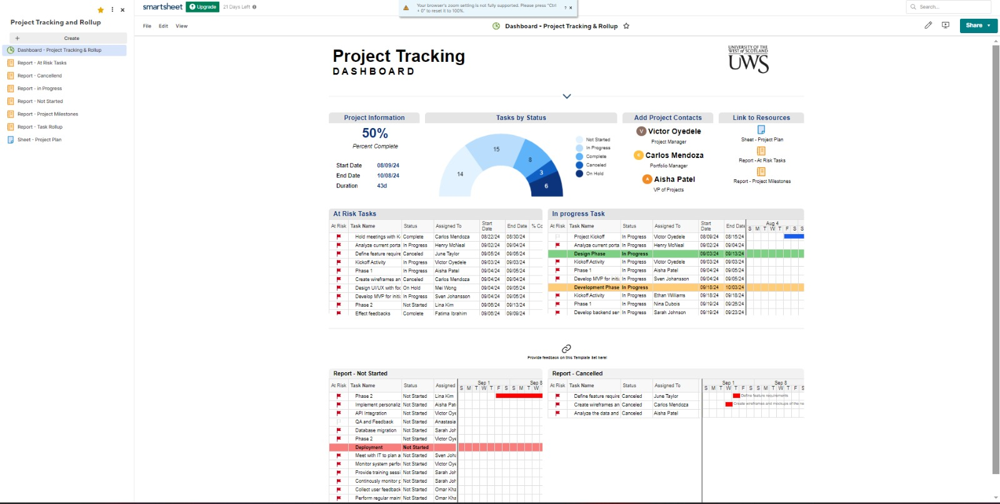 smartsheet Upgrade 21 Days Left
Your browser's zoom setting is not fully supported. Please press "Ctrl
+ 0" to reset it to 100%.
? ×
Search...
Project Tracking and Rollup
+ Create
Dashboard - Project Tracking & Rollup
Report - At Risk Tasks
Report - Cancellend
Report - in Progress
Report - Not Started
Report - Project Milestones
Report - Task Rollup
Sheet - Project Plan
File Edit View
Dashboard - Project Tracking & Rollup
Share
Project Tracking
DASHBOARD
UNIVERSITY OF THE
WEST of SCOTLAND
UWS
Project Information
50%
Percent Complete
Start Date 08/09/24
End Date 10/08/24
Duration 43d
Tasks by Status
14
15
8
3
6
Not Started
In Progress
Complete
Canceled
On Hold
Add Project Contacts
V Victor Oyedele
Project Manager
Carlos Mendoza
Portfolio Manager
A Aisha Patel
VP of Projects
Link to Resources
Sheet - Project Plan
Report - At Risk Tasks
Report - Project Milestones
At Risk Tasks
At Risk Task Name Status Assigned To Start Date End Date % Cc
Hold meetings with K Complete Carlos Mendoza 08/22/24 08/30/24
Analyze current porta In Progress Henry McNeal 09/02/24 09/04/24
Define feature require Canceled June Taylor 09/05/24 09/05/24
Kickoff Activity In Progress Victor Oyedele 09/03/24 09/03/24
Phase 1 In Progress Aisha Patel 09/04/24 09/05/24
Create wireframes an Canceled Carlos Mendoza 09/04/24 09/04/24
Design UI/UX with foc On Hold Mei Wong 09/04/24 09/05/24
Develop MVP for initi In Progress Sven Johansson 09/04/24 09/05/24
Phase 2 Not Started Lina Kim 09/06/24 09/13/24
Effect feedbacks Complete Fatima Ibrahim 09/06/24 09/09/24
In progress Task
At Risk Task Name Status Assigned To Start Date End Date Aug 4
S M T W T F S S
Project Kickoff In Progress Victor Oyedele 08/09/24 08/15/24
Analyze current porta In Progress Henry McNeal 09/02/24 09/04/24
Design Phase In Progress 09/03/24 09/13/24
Kickoff Activity In Progress Victor Oyedele 09/03/24 09/03/24
Phase 1 In Progress Aisha Patel 09/04/24 09/05/24
Develop MVP for initi In Progress Sven Johansson 09/04/24 09/05/24
Development Phase In Progress 09/18/24 10/03/24
Kickoff Activity In Progress Ethan Williams 09/18/24 09/18/24
Phase 1 In Progress Nina Dubois 09/19/24 09/26/24
Develop backend ser In Progress Sarah Johnson 09/19/24 09/23/24
Provide feedback on this Template Set here!
Report - Not Started
At Risk Task Name Status Assigned Sep 1 Sep 8
S M T W T F S S M T W
Phase 2 Not Started Lina Kim
Implement personaliz Not Started Aisha Pat
API Integration Not Started Victor Oye
QA and Feedback Not Started Anastasia
Database migration Not Started Sarah Joh
Phase 2 Not Started Victor Oye
Deployment Not Started
Meet with IT to plan a Not Started Sven Joha
Monitor system perfo Not Started Victor Oye
Provide training sessi Not Started Sarah Joh
Continously monitor p Not Started Sarah Joh
Collect user feedback Not Started Omar Kha
Perform regular maint Not Started Omar Kha
Report - Cancelled
At Risk Task Name Status Assigned To Sep 1 Sep 8
S M T W T F S S M T W T F S
Define feature require Canceled June Taylor Define feature requirements
Create wireframes an Canceled Carlos Mendoza Create wireframes and mockups of the ne
Analyze the data and Canceled Aisha Patel